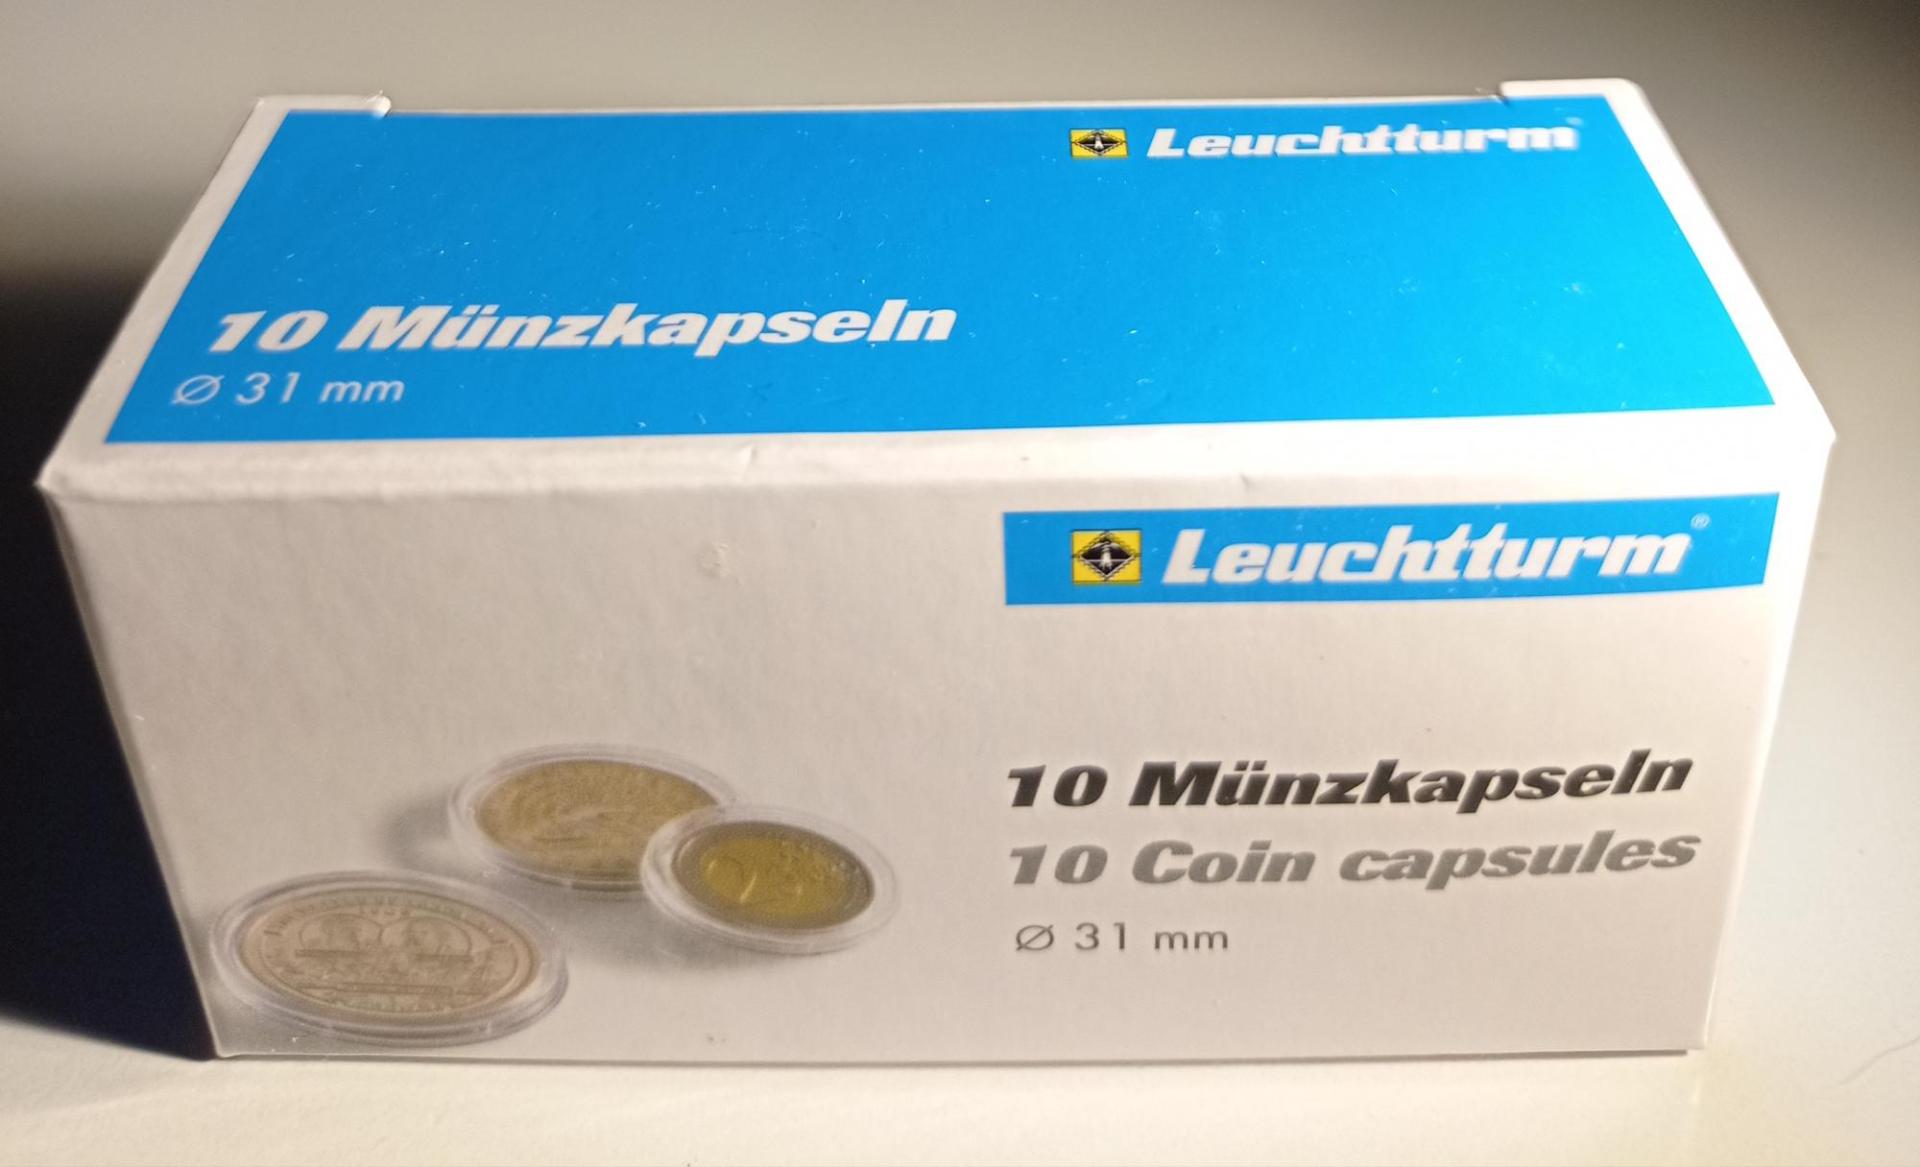 Leuchtturm
10 Münzkapseln
Ø 31 mm
Leuchtturm®
10 Münzkapseln
10 Coin capsules
Ø 31 mm